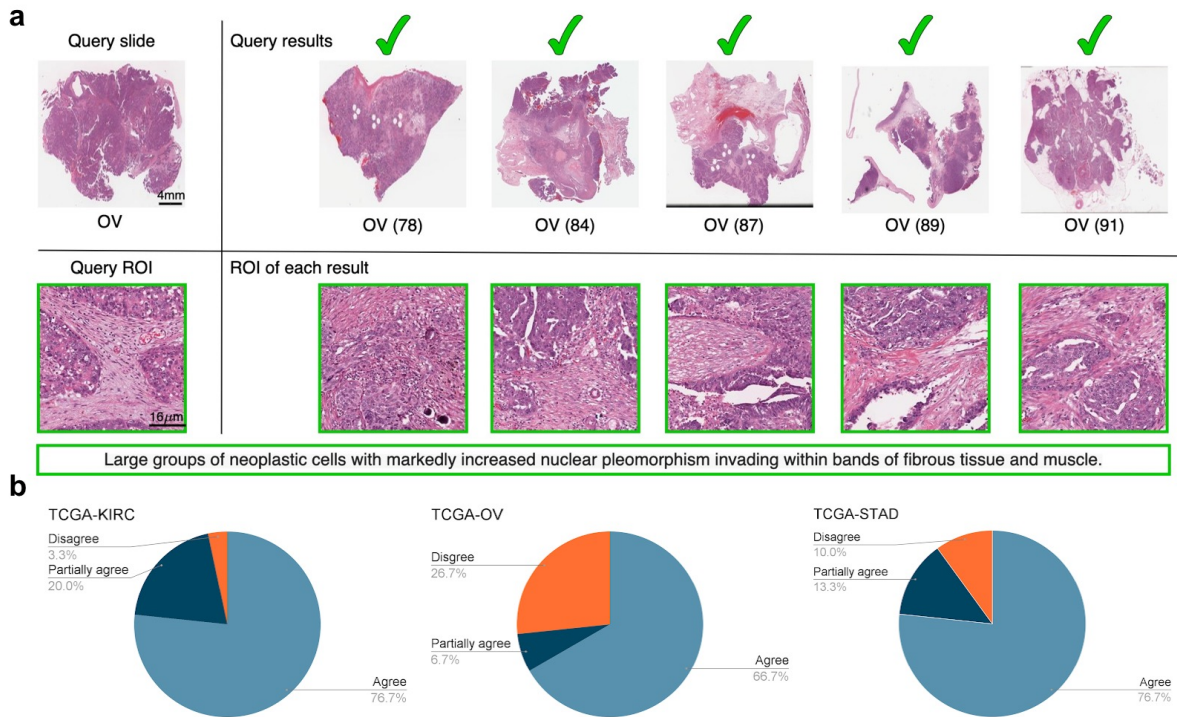 a
Query slide
Query results
4mm
OV
OV (78)
OV (84)
OV (87)
OV (89)
OV (91)
Query ROI
ROI of each result
16μm
Large groups of neoplastic cells with markedly increased nuclear pleomorphism invading within bands of fibrous tissue and muscle.
b
TCGA-KIRC
Disagree
3.3%
Partially agree
20.0%
Agree
76.7%
TCGA-OV
Disgree
26.7%
Partially agree
6.7%
Agree
66.7%
TCGA-STAD
Disagree
10.0%
Partially agree
13.3%
Agree
76.7%